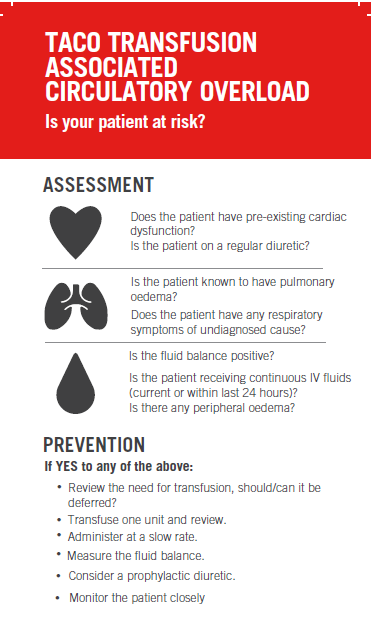 TACO TRANSFUSION
ASSOCIATED
CIRCULATORY OVERLOAD
Is your patient at risk?
ASSESSMENT
Does the patient have pre-existing cardiac
dysfunction?
Is the patient on a regular diuretic?
Is the patient known to have pulmonary
oedema?
Does the patient have any respiratory
symptoms of undiagnosed cause?
Is the fluid balance positive?
Is the patient receiving continuous IV fluids
(current or within last 24 hours)?
Is there any peripheral oedema?
PREVENTION
If YES to any of the above:
• Review the need for transfusion, should/can it be
deferred?
• Transfuse one unit and review.
• Administer at a slow rate.
• Measure the fluid balance.
• Consider a prophylactic diuretic.
• Monitor the patient closely